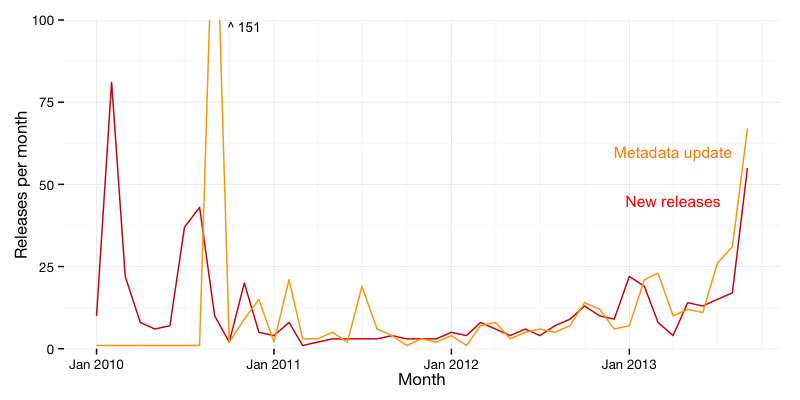 100
^ 151
75
Metadata update
50
New releases
25
0
Releases per month
Jan 2010
Jan 2011
Jan 2012
Jan 2013
Month